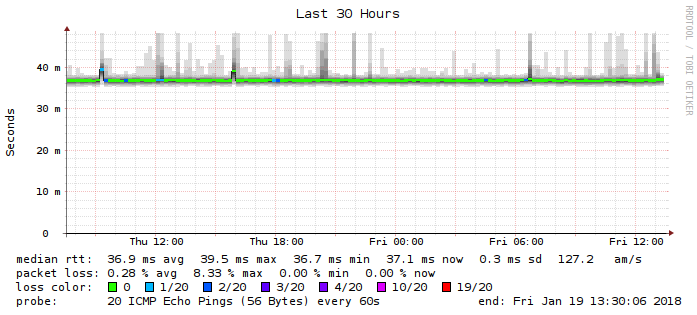 Last 30 Hours
RRDTOOL / TOBI OETIKER
Seconds
40 m
30 m
20 m
10 m
0
Thu 12:00 Thu 18:00 Fri 00:00 Fri 06:00 Fri 12:00
median rtt: 36.9 ms avg 39.5 ms max 36.7 ms min 37.1 ms now 0.3 ms sd 127.2 am/s
packet loss: 0.28 % avg 8.33 % max 0.00 % min 0.00 % now
loss color: 0 1/20 2/20 3/20 4/20 10/20 19/20
probe: 20 ICMP Echo Pings (56 Bytes) every 60s end: Fri Jan 19 13:30:06 2018